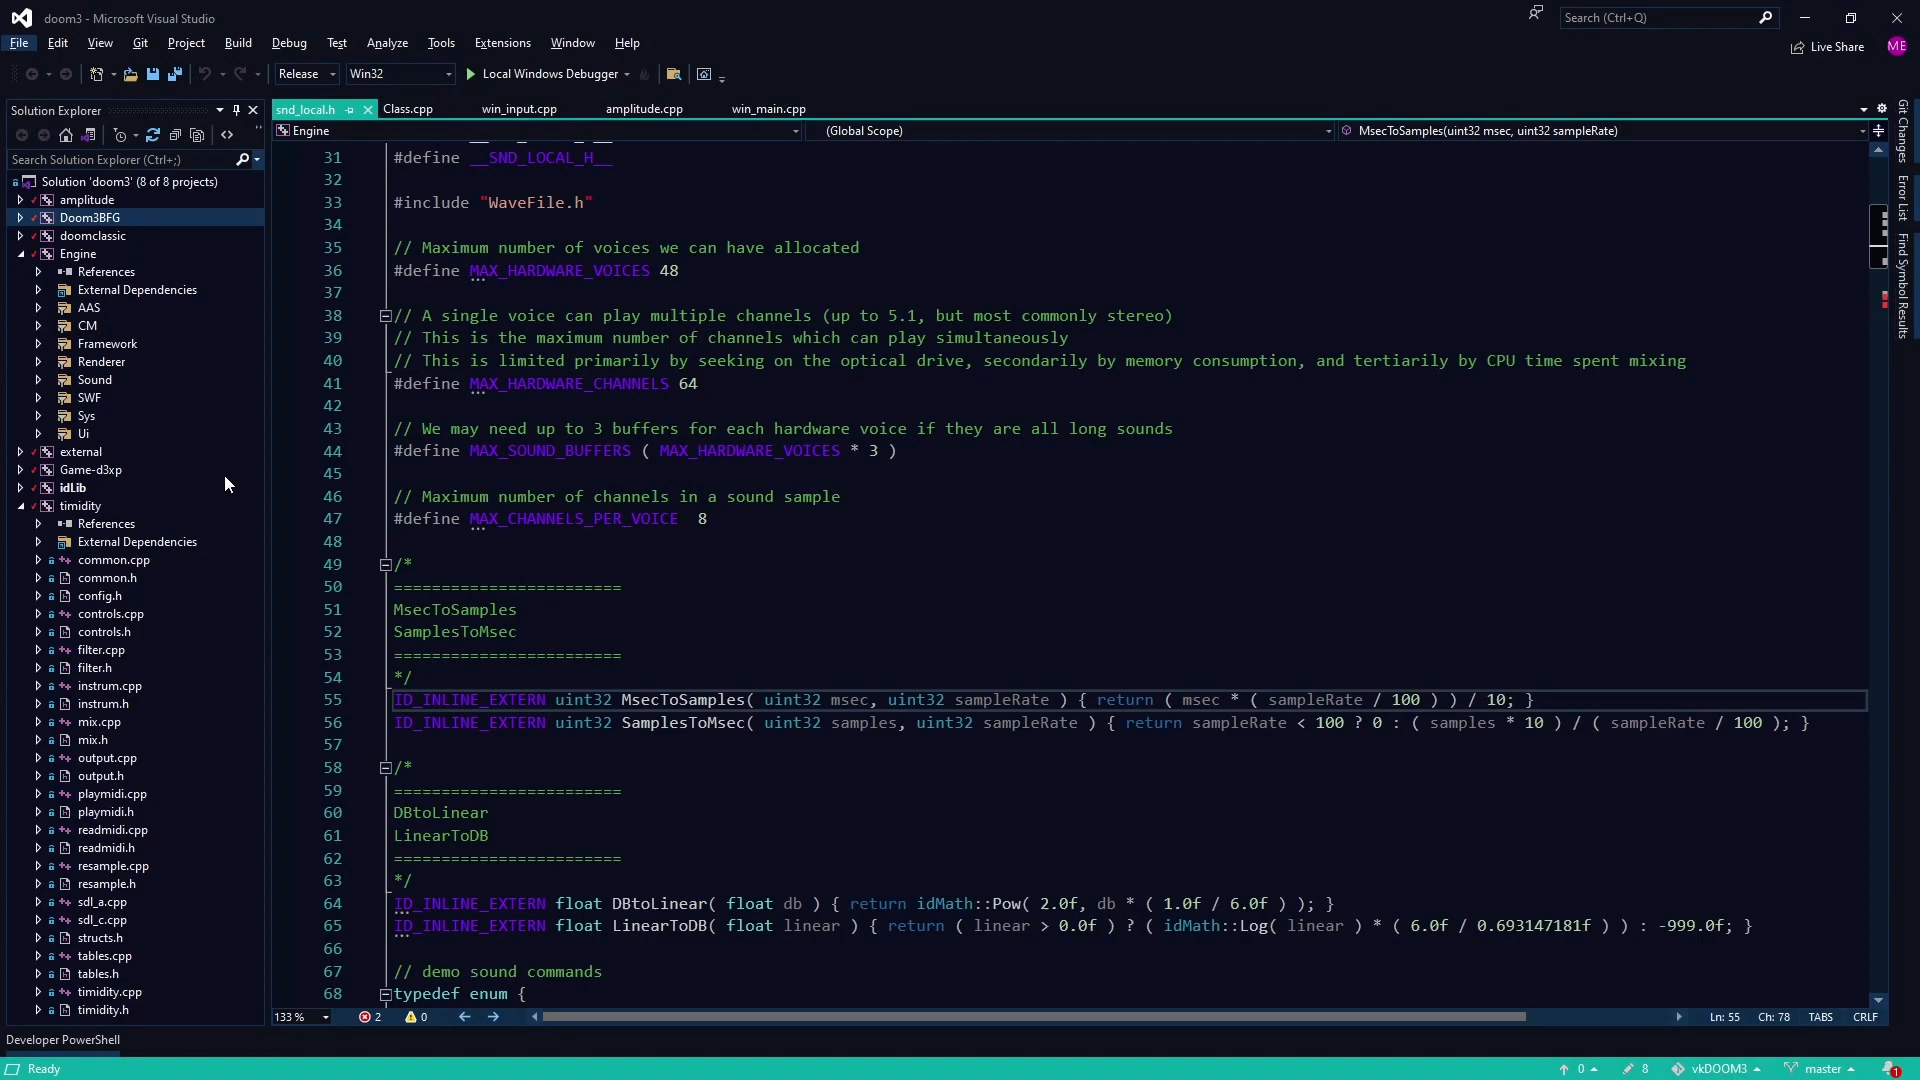 doom3 - Microsoft Visual Studio
Search (Ctrl+Q)
File Edit View Git Project Build Debug Test Analyze Tools Extensions Window Help
Live Share
ME
Release
Win32
Local Windows Debugger
Solution Explorer
Search Solution Explorer (Ctrl+;)
Solution 'doom3' (8 of 8 projects)
amplitude
Doom3BFG
doomclassic
Engine
References
External Dependencies
AAS
CM
Framework
Renderer
Sound
SWF
Sys
Ui
external
Game-d3xp
idLib
timidity
References
External Dependencies
common.cpp
common.h
config.h
controls.cpp
controls.h
filter.cpp
filter.h
instrum.cpp
instrum.h
mix.cpp
mix.h
output.cpp
output.h
playmidi.cpp
playmidi.h
readmidi.cpp
readmidi.h
resample.cpp
resample.h
sdl_a.cpp
sdl_c.cpp
structs.h
tables.cpp
tables.h
timidity.cpp
timidity.h
snd_local.h Class.cpp win_input.cpp amplitude.cpp win_main.cpp
Engine (Global Scope) MsecToSamples(uint32 msec, uint32 sampleRate)
31 #define __SND_LOCAL_H__
32
33 #include "WaveFile.h"
34
35 // Maximum number of voices we can have allocated
36 #define MAX_HARDWARE_VOICES 48
37
38 // A single voice can play multiple channels (up to 5.1, but most commonly stereo)
39 // This is the maximum number of channels which can play simultaneously
40 // This is limited primarily by seeking on the optical drive, secondarily by memory consumption, and tertiarily by CPU time spent mixing
41 #define MAX_HARDWARE_CHANNELS 64
42
43 // We may need up to 3 buffers for each hardware voice if they are all long sounds
44 #define MAX_SOUND_BUFFERS ( MAX_HARDWARE_VOICES * 3 )
45
46 // Maximum number of channels in a sound sample
47 #define MAX_CHANNELS_PER_VOICE 8
48
49 /*
50 ========================
51 MsecToSamples
52 SamplesToMsec
53 ========================
54 */
55 ID_INLINE_EXTERN uint32 MsecToSamples( uint32 msec, uint32 sampleRate ) { return ( msec * ( sampleRate / 100 ) ) / 10; }
56 ID_INLINE_EXTERN uint32 SamplesToMsec( uint32 samples, uint32 sampleRate ) { return sampleRate < 100 ? 0 : ( samples * 10 ) / ( sampleRate / 100 ); }
57
58 /*
59 ========================
60 DBtoLinear
61 LinearToDB
62 ========================
63 */
64 ID_INLINE_EXTERN float DBtoLinear( float db ) { return idMath::Pow( 2.0f, db * ( 1.0f / 6.0f ) ); }
65 ID_INLINE_EXTERN float LinearToDB( float linear ) { return ( linear > 0.0f ) ? ( idMath::Log( linear ) * ( 6.0f / 0.693147181f ) ) : -999.0f; }
66
67 // demo sound commands
68 typedef enum {
133 % 2 0 Ln: 55 Ch: 78 TABS CRLF
Git Changes
Error List
Find Symbol Results
Developer PowerShell
Ready
0 8 vkDOOM3 master 1